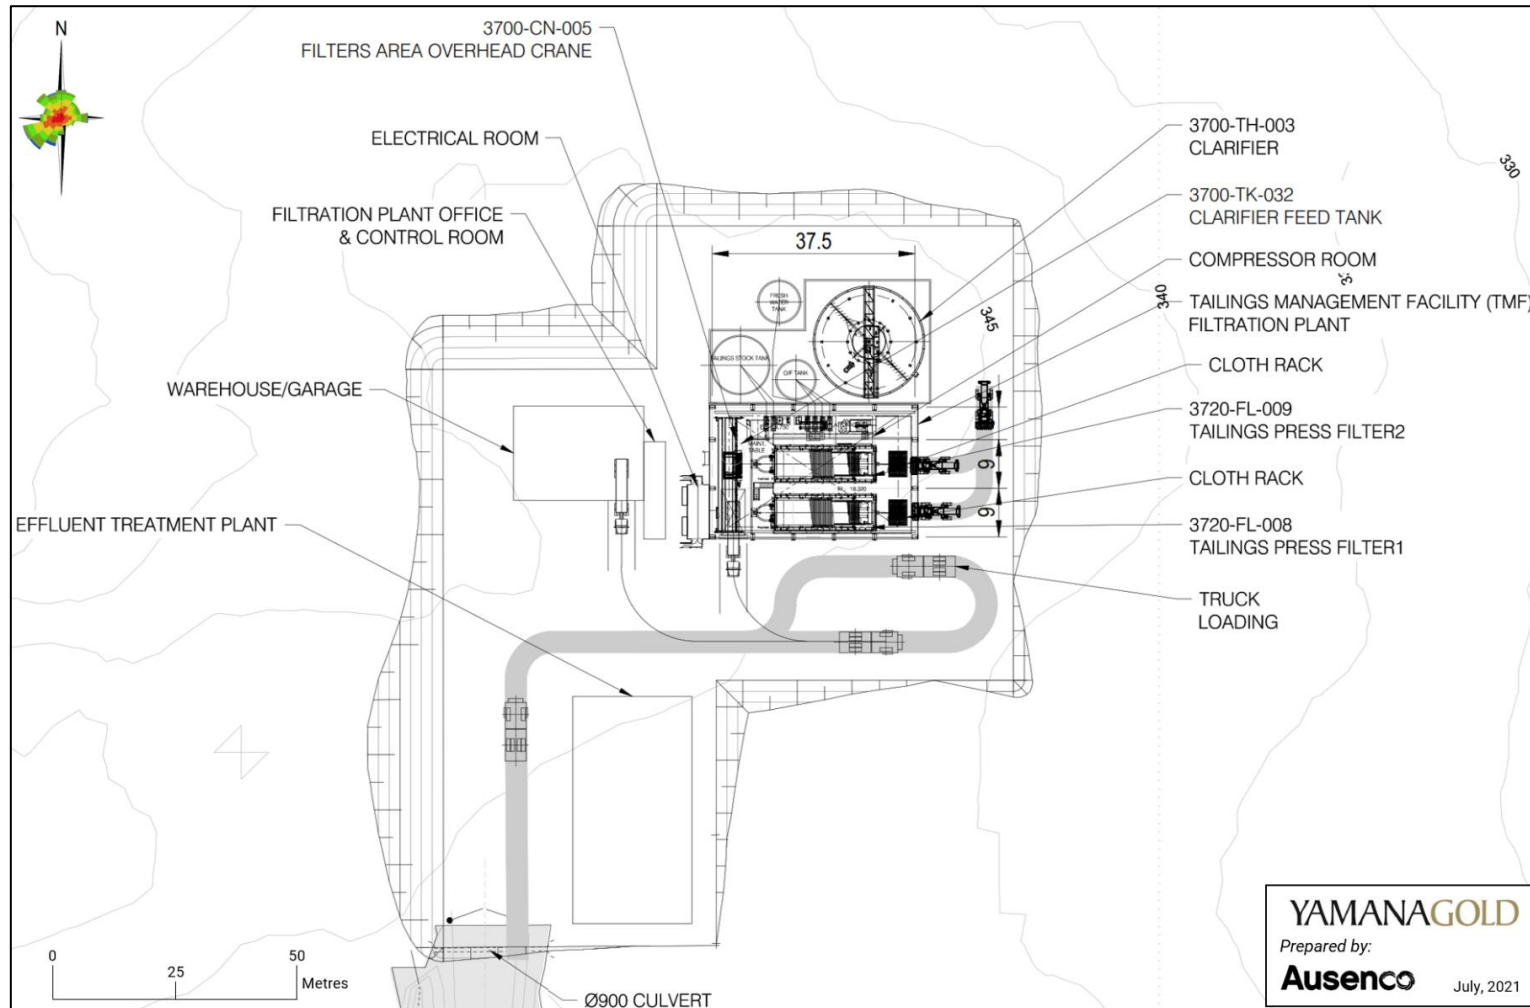 N
3700-CN-005
FILTERS AREA OVERHEAD CRANE
ELECTRICAL ROOM
FILTRATION PLANT OFFICE
& CONTROL ROOM
WAREHOUSE/GARAGE
EFFLUENT TREATMENT PLANT
37.5
FRESH
WATER
TANK
TAILINGS STOCK TANK
O/F TANK
MAINT.
TABLE
9
9
345
340
330
3700-TH-003
CLARIFIER
3700-TK-032
CLARIFIER FEED TANK
COMPRESSOR ROOM
TAILINGS MANAGEMENT FACILITY (TMF)
FILTRATION PLANT
CLOTH RACK
3720-FL-009
TAILINGS PRESS FILTER2
CLOTH RACK
3720-FL-008
TAILINGS PRESS FILTER1
TRUCK
LOADING
0
25
50
Metres
Ø900 CULVERT
YAMANAGOLD
Prepared by:
Ausenco
July, 2021